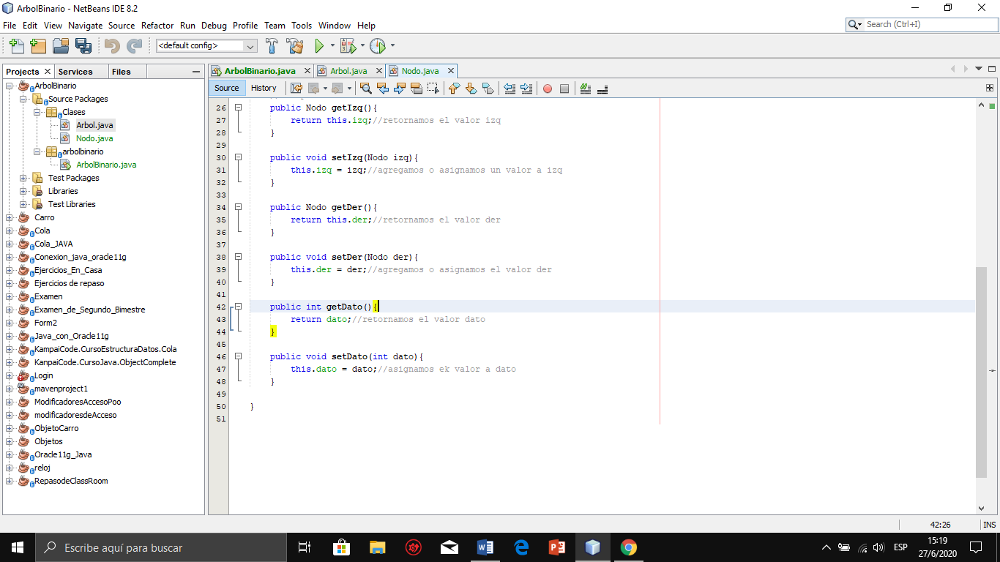 ArbolBinario - NetBeans IDE 8.2
File Edit View Navigate Source Refactor Run Debug Profile Team Tools Window Help
Search (Ctrl+I)
<default config>
Projects Services Files
ArbolBinario
Source Packages
Clases
Arbol.java
Nodo.java
arbolbinario
ArbolBinario.java
Test Packages
Libraries
Test Libraries
Carro
Cola
Cola_JAVA
Conexion_java_oracle11g
Ejercicios_En_Casa
Ejercicios de repaso
Examen
Examen_de_Segundo_Bimestre
Form2
Java_con_Oracle11g
KampaiCode.CursoEstructuraDatos.Cola
KanpaiCode.CursoJava.ObjectComplete
Login
mavenproject1
ModificadoresAccesoPoo
modificadoresdeAcceso
ObjetoCarro
Objetos
Oracle11g_Java
reloj
RepasodeClassRoom
ArbolBinario.java Arbol.java Nodo.java
Source History
26 public Nodo getIzq(){
27 return this.izq;//retornamos el valor izq
28 }
29
30 public void setIzq(Nodo izq){
31 this.izq = izq;//agregamos o asignamos un valor a izq
32 }
33
34 public Nodo getDer(){
35 return this.der;//retornamos el valor der
36 }
37
38 public void setDer(Nodo der){
39 this.der = der;//agregamos o asignamos el valor der
40 }
41
42 public int getDato(){
43 return dato;//retornamos el valor dato
44 }
45
46 public void setDato(int dato){
47 this.dato = dato;//asignamos ek valor a dato
48 }
49
50 }
51
42:26 INS
Escribe aquí para buscar
ESP
15:19
27/6/2020